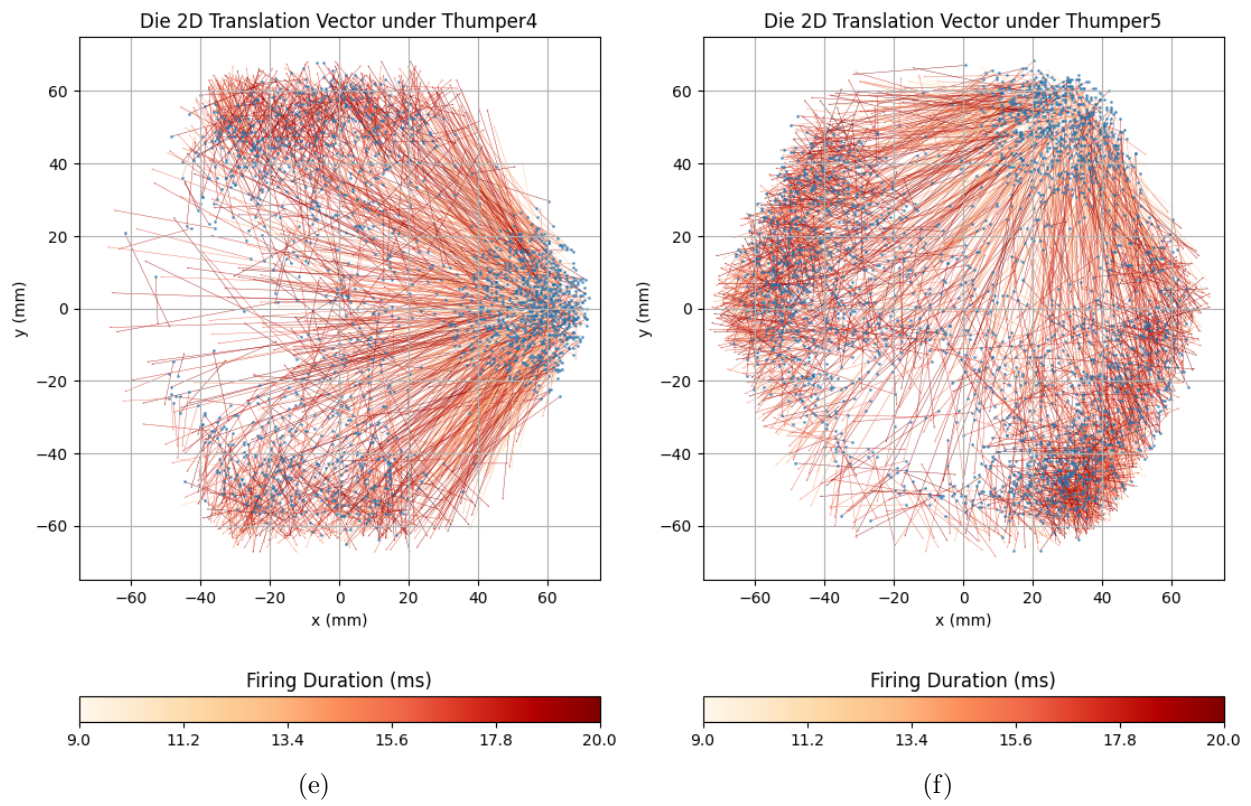 Die 2D Translation Vector under Thumper4
60
40
20
0
−20
−40
−60
y (mm)
−60 −40 −20 0 20 40 60
x (mm)
Firing Duration (ms)
9.0 11.2 13.4 15.6 17.8 20.0
(e)
Die 2D Translation Vector under Thumper5
60
40
20
0
−20
−40
−60
y (mm)
−60 −40 −20 0 20 40 60
x (mm)
Firing Duration (ms)
9.0 11.2 13.4 15.6 17.8 20.0
(f)